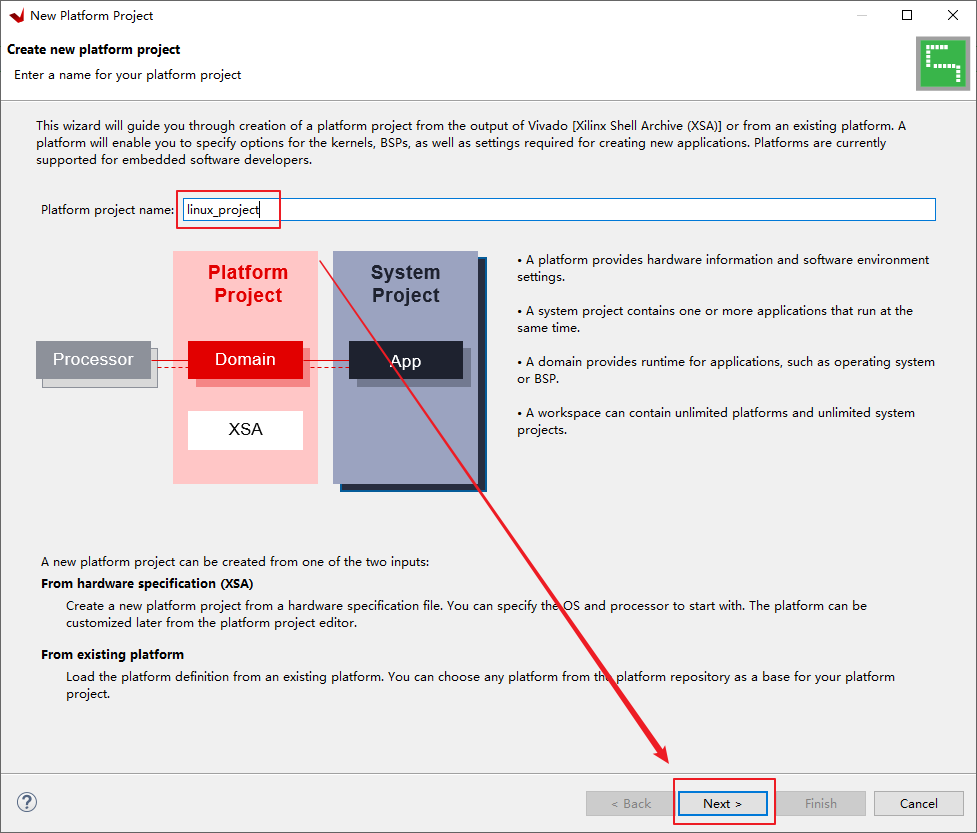 New Platform Project
Create new platform project
Enter a name for your platform project
This wizard will guide you through creation of a platform project from the output of Vivado [Xilinx Shell Archive (XSA)] or from an existing platform. A
platform will enable you to specify options for the kernels, BSPs, as well as settings required for creating new applications. Platforms are currently
supported for embedded software developers.
Platform project name: linux_project
Platform
Project
System
Project
Processor
Domain
App
XSA
• A platform provides hardware information and software environment
settings.
• A system project contains one or more applications that run at the
same time.
• A domain provides runtime for applications, such as operating system
or BSP.
• A workspace can contain unlimited platforms and unlimited system
projects.
A new platform project can be created from one of the two inputs:
From hardware specification (XSA)
Create a new platform project from a hardware specification file. You can specify the OS and processor to start with. The platform can be
customized later from the platform project editor.
From existing platform
Load the platform definition from an existing platform. You can choose any platform from the platform repository as a base for your platform
project.
?
< Back
Next >
Finish
Cancel